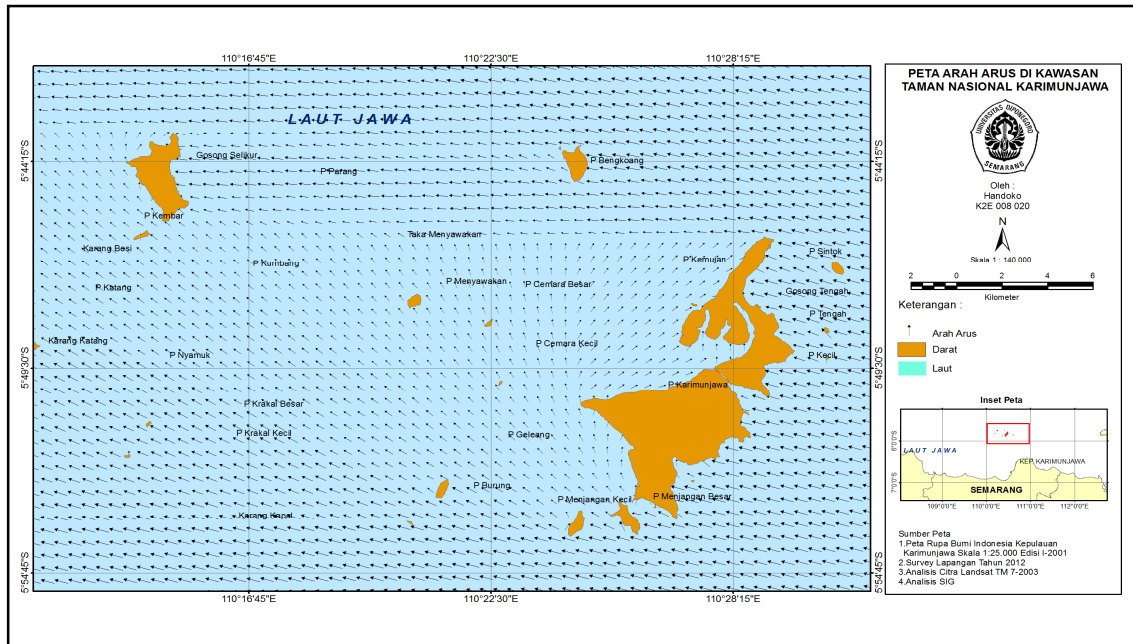 110°16'45"E 110°22'30"E 110°28'15"E
LAUT JAWA
5°44'15"S 5°44'15"S
Gosong Selikur
P Parang
P Bengkoang
P Kembar
Karang Besi
Taka Menyawakan
P Kumbang
P Kemujan
P Sintok
P Katang
P Menyawakan
P Cemara Besar
Gosong Tengah
P Tengah
Karang Katang
P Nyamuk
P Cemara Kecil
P Kecil
5°49'30"S 5°49'30"S
P Karimunjawa
P Krakal Besar
P Krakal Kecil
P Geleang
P Burung
P Menjangan Kecil
P Menjangan Besar
Karang Kapal
5°54'45"S 5°54'45"S
110°16'45"E 110°22'30"E 110°28'15"E
PETA ARAH ARUS DI KAWASAN
TAMAN NASIONAL KARIMUNJAWA
UNIVERSITAS DIPONEGORO
SEMARANG
Oleh :
Handoko
K2E 008 020
N
Skala 1 : 140.000
2 0 2 4 6
Kilometer
Keterangan :
Arah Arus
Darat
Laut
Inset Peta
6°0'0"S
LAUT JAWA
KEP. KARIMUNJAWA
7°0'0"S
SEMARANG
109°0'0"E 110°0'0"E 111°0'0"E 112°0'0"E
Sumber Peta
1.Peta Rupa Bumi Indonesia Kepulauan
Karimunjawa Skala 1:25.000 Edisi I-2001
2.Survey Lapangan Tahun 2012
3.Analisis Citra Landsat TM 7-2003
4.Analisis SIG